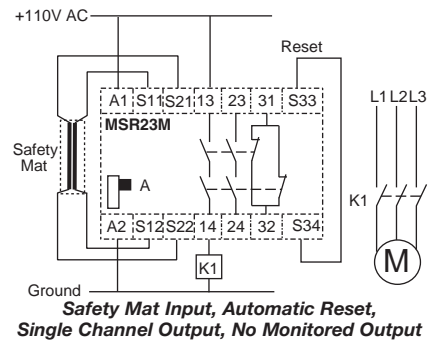 +110V AC
Reset
A1 S11 S21 13 23 31 S33
MSR23M
L1 L2 L3
Safety
Mat
A
K1
A2 S12 S22 14 24 32 S34
M
K1
Ground
Safety Mat Input, Automatic Reset,
Single Channel Output, No Monitored Output